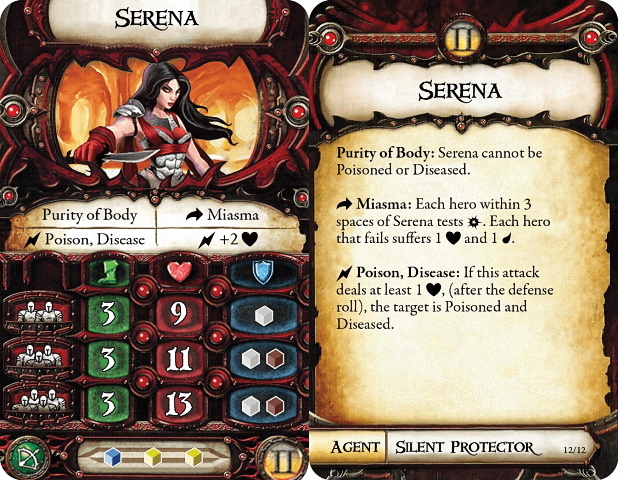 SERENA
Purity of Body
Miasma
Poison, Disease
+2
3 9
3 11
3 13
II
II
SERENA
Purity of Body: Serena cannot be
Poisoned or Diseased.
Miasma: Each hero within 3
spaces of Serena tests . Each hero
that fails suffers 1 and 1 .
Poison, Disease: If this attack
deals at least 1 , (after the defense
roll), the target is Poisoned and
Diseased.
AGENT SILENT PROTECTOR 12/12